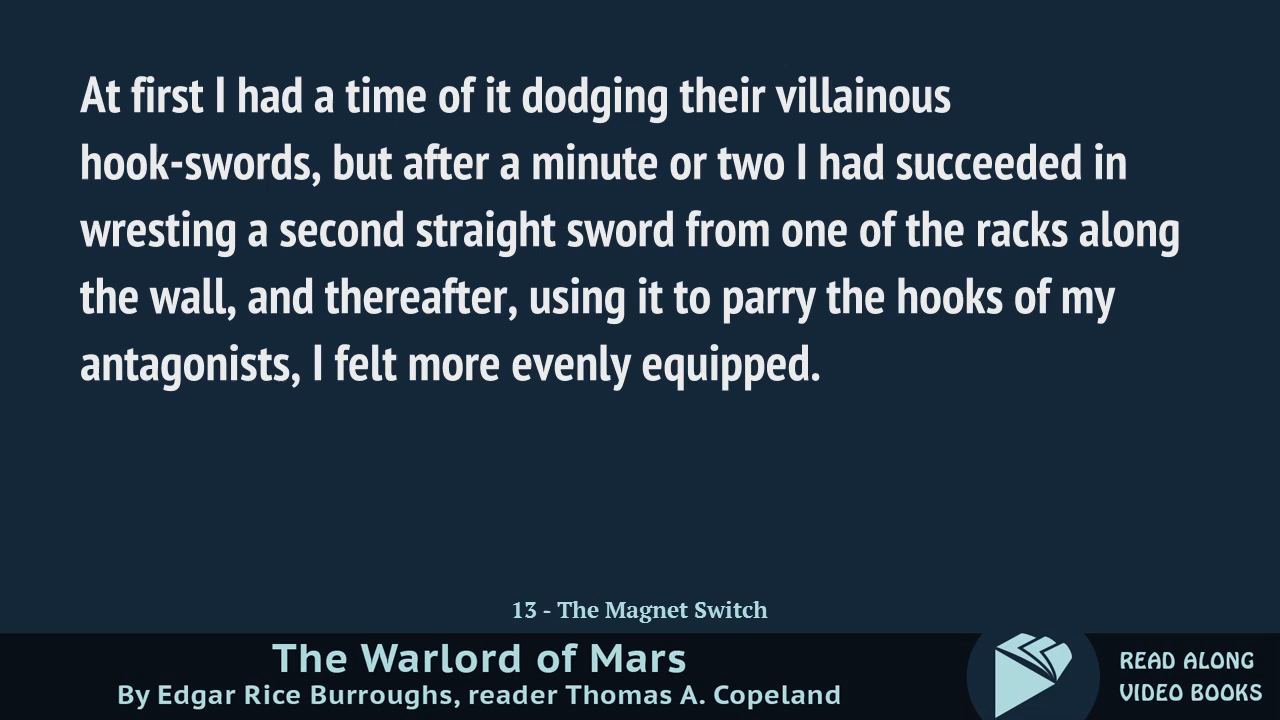 At first I had a time of it dodging their villainous
hook-swords, but after a minute or two I had succeeded in
wresting a second straight sword from one of the racks along
the wall, and thereafter, using it to parry the hooks of my
antagonists, I felt more evenly equipped.
13 - The Magnet Switch
The Warlord of Mars
By Edgar Rice Burroughs, reader Thomas A. Copeland
READ ALONG
VIDEO BOOKS